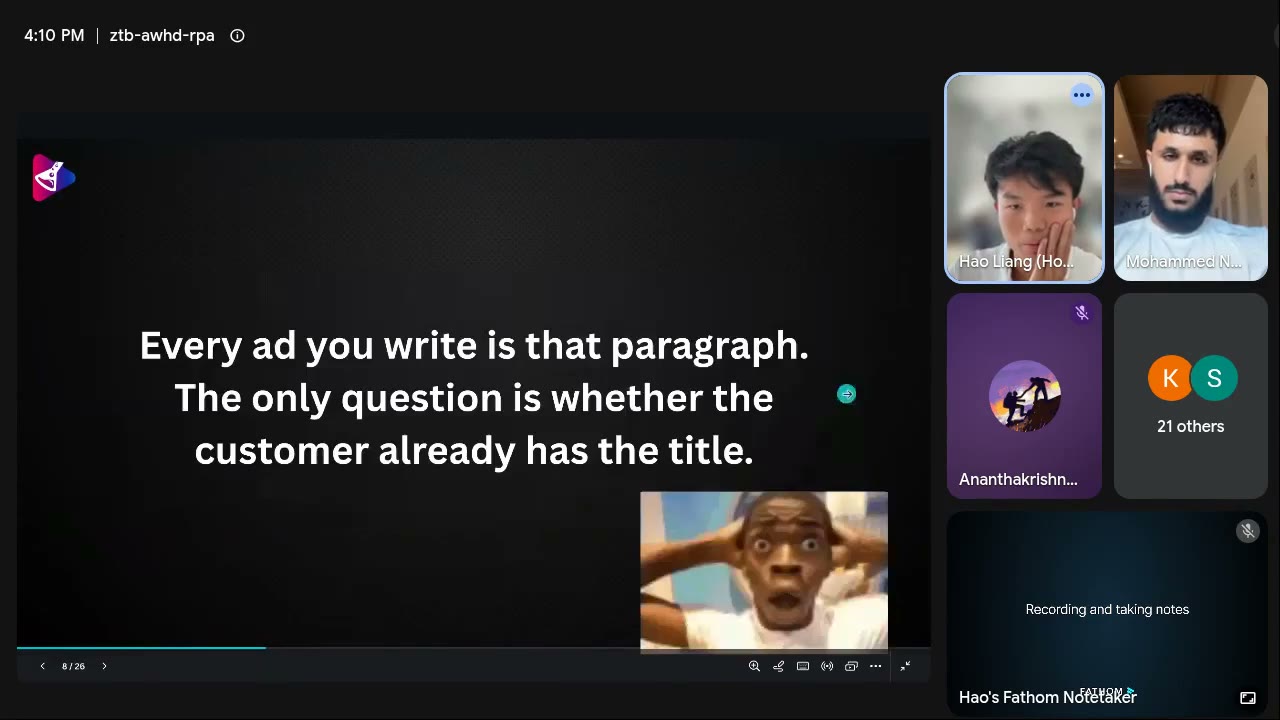 4:10 PM | ztb-awhd-rpa
Every ad you write is that paragraph.
The only question is whether the
customer already has the title.
8 / 26
Hao Liang (Ho...
Mohammed N...
Ananthakrishn...
K S
21 others
Recording and taking notes
FATHOM
Hao's Fathom Notetaker